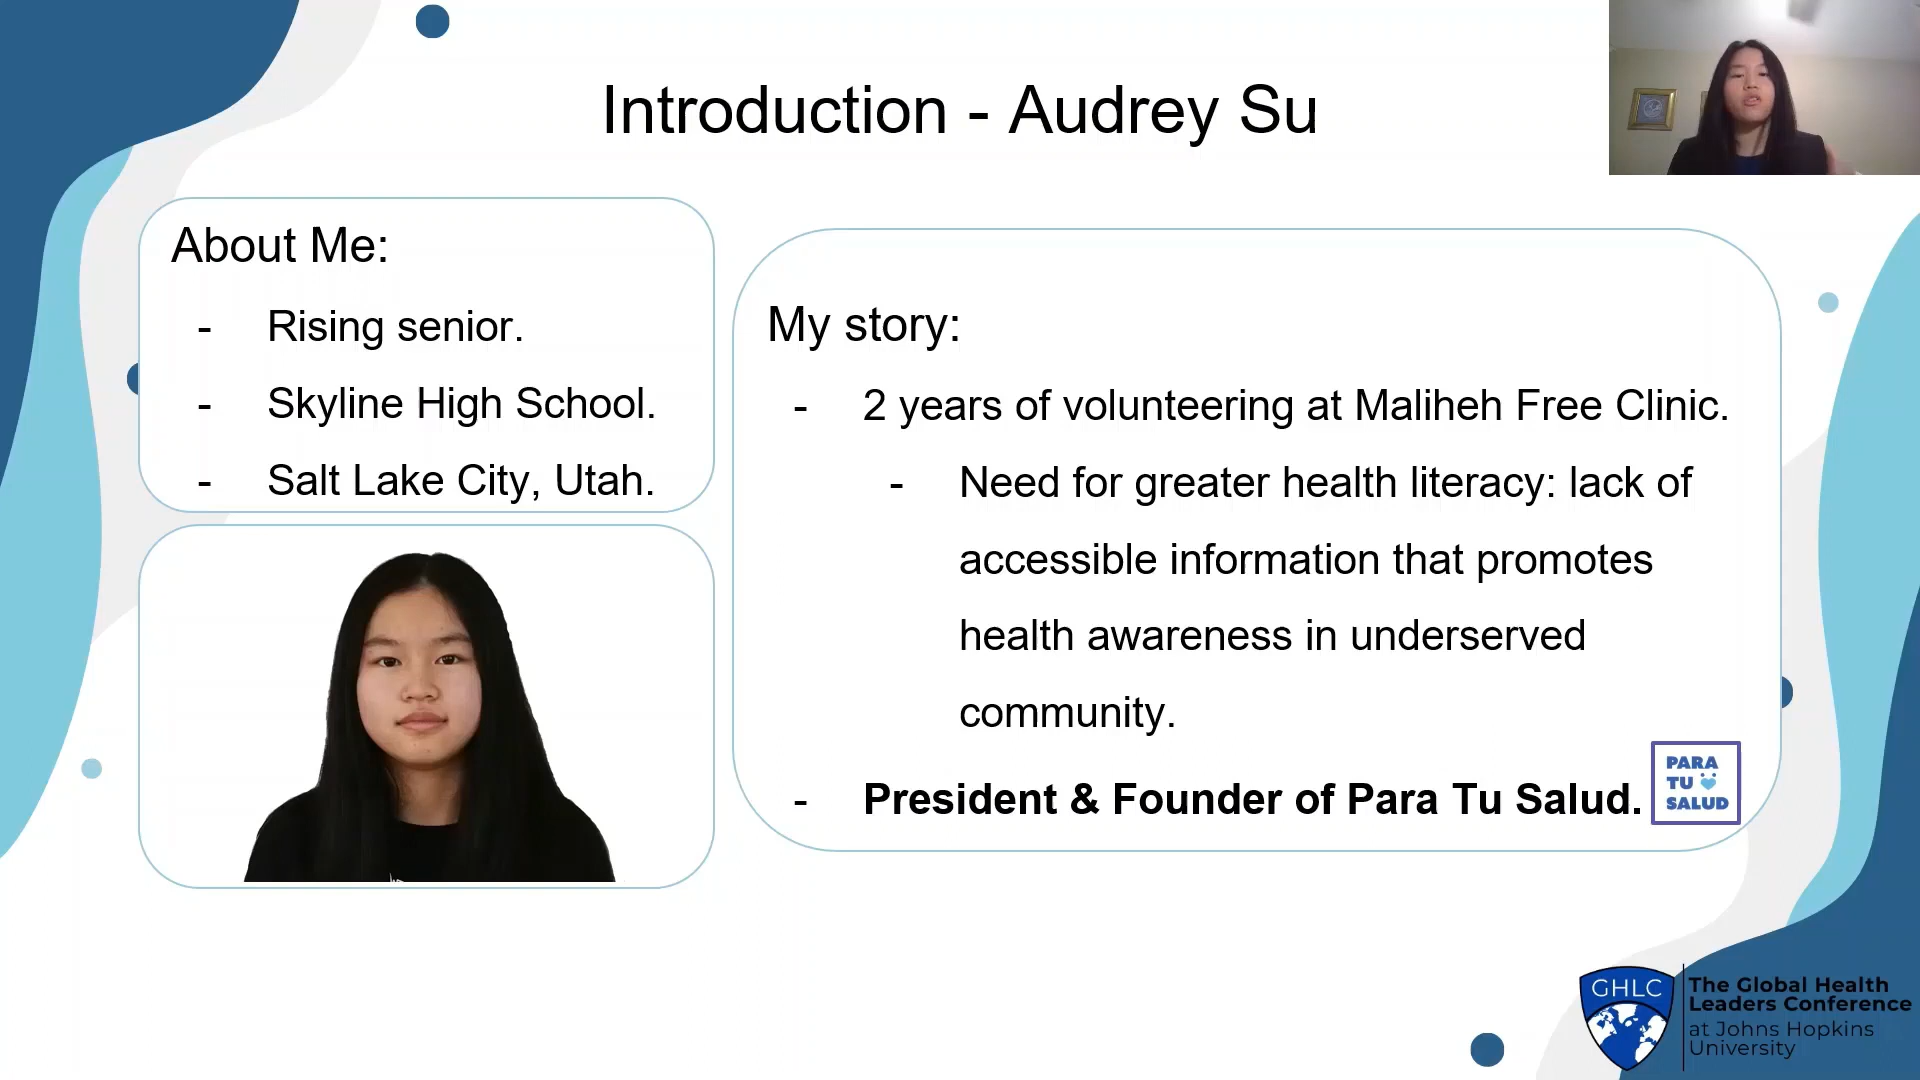 Introduction - Audrey Su
About Me:
- Rising senior.
- Skyline High School.
- Salt Lake City, Utah.
My story:
- 2 years of volunteering at Maliheh Free Clinic.
- Need for greater health literacy: lack of
accessible information that promotes
health awareness in underserved
community.
- President & Founder of Para Tu Salud.
PARA
TU
SALUD
GHLC
The Global Health
Leaders Conference
at Johns Hopkins
University